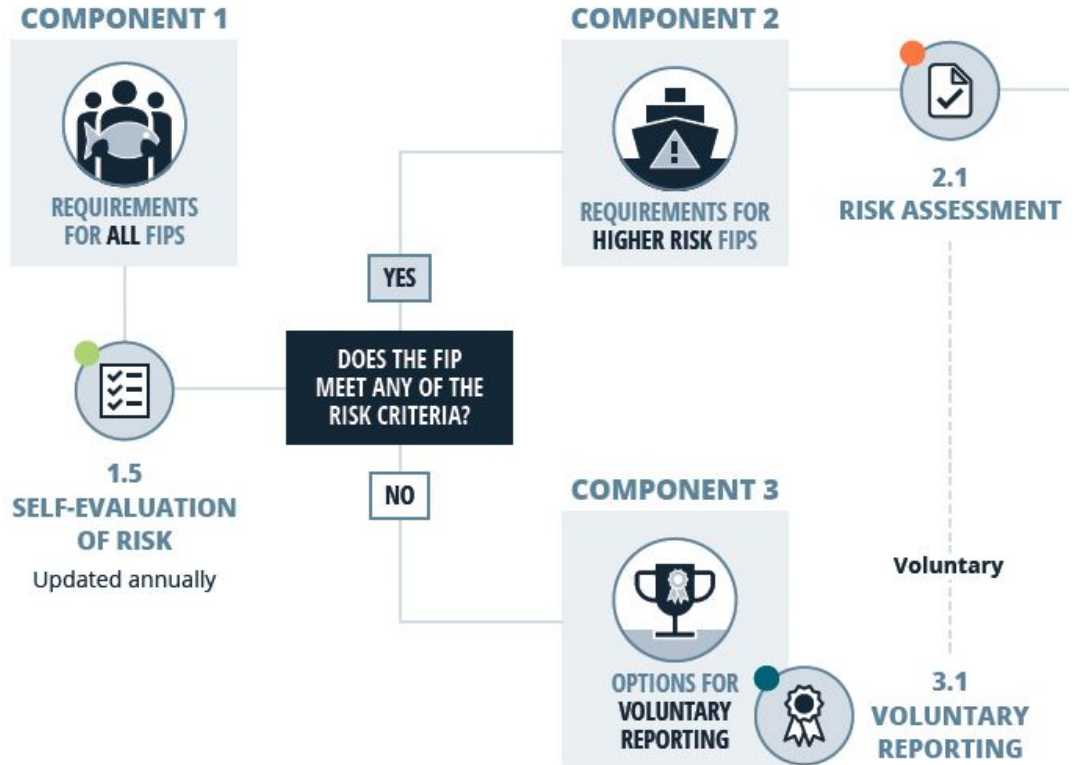 COMPONENT 1
REQUIREMENTS
FOR ALL FIPS
1.5
SELF-EVALUATION
OF RISK
Updated annually
DOES THE FIP
MEET ANY OF THE
RISK CRITERIA?
YES
COMPONENT 2
REQUIREMENTS FOR
HIGHER RISK FIPS
2.1
RISK ASSESSMENT
NO
COMPONENT 3
OPTIONS FOR
VOLUNTARY
REPORTING
Voluntary
3.1
VOLUNTARY
REPORTING